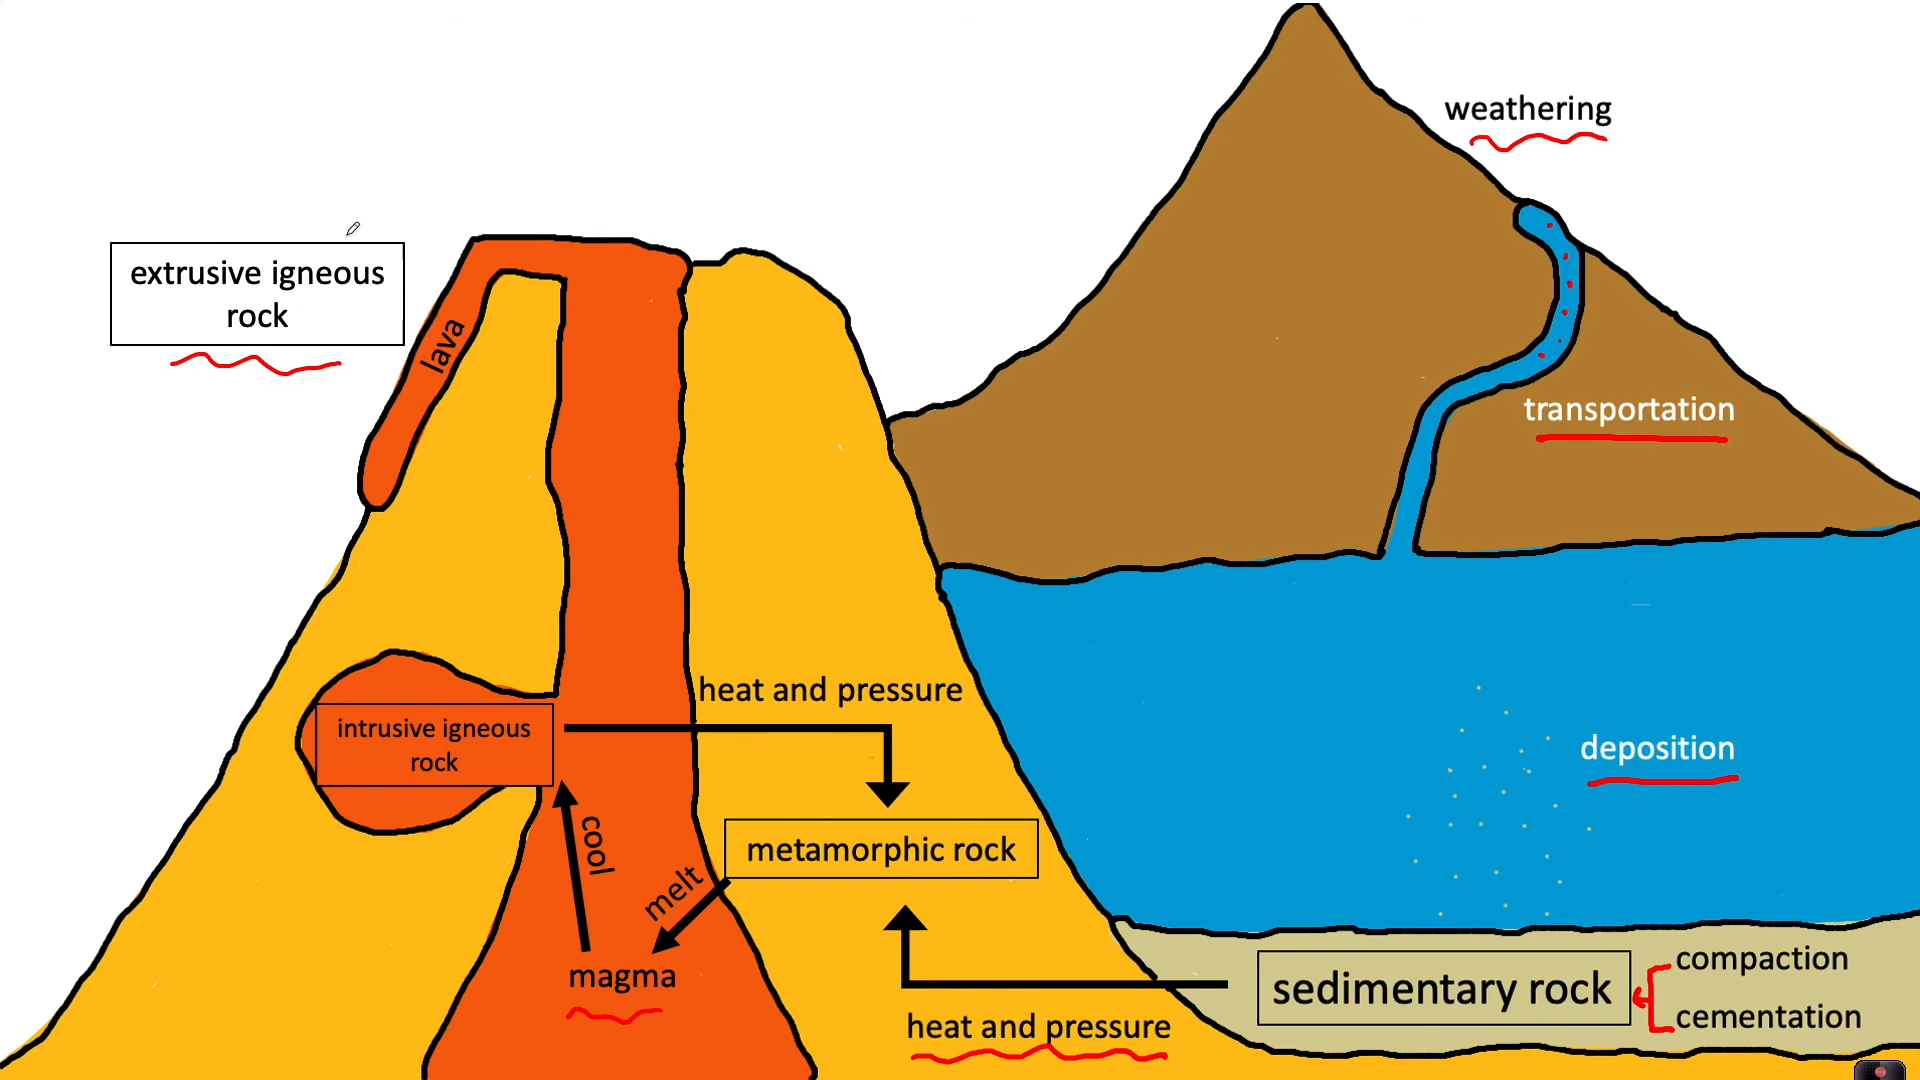 weathering
extrusive igneous
rock
lava
transportation
heat and pressure
intrusive igneous
rock
deposition
cool
metamorphic rock
melt
magma
compaction
sedimentary rock
cementation
heat and pressure